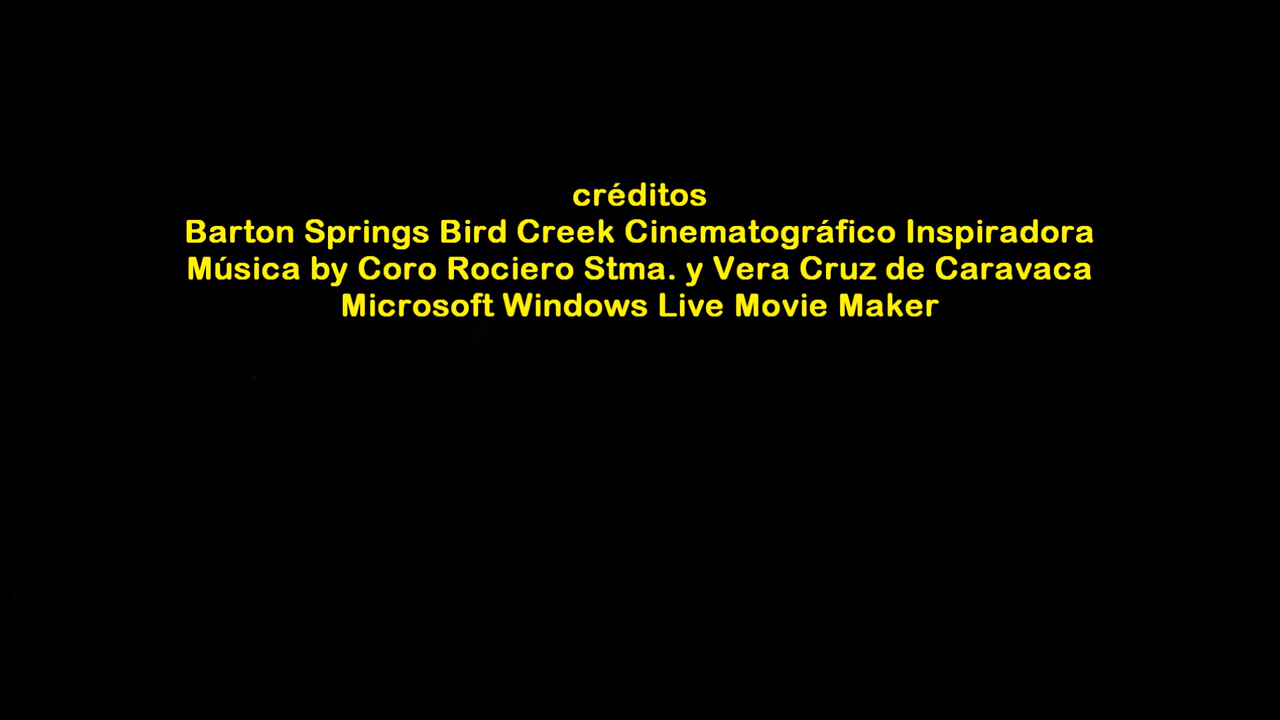 créditos
Barton Springs Bird Creek Cinematográfico Inspiradora
Música by Coro Rociero Stma. y Vera Cruz de Caravaca
Microsoft Windows Live Movie Maker